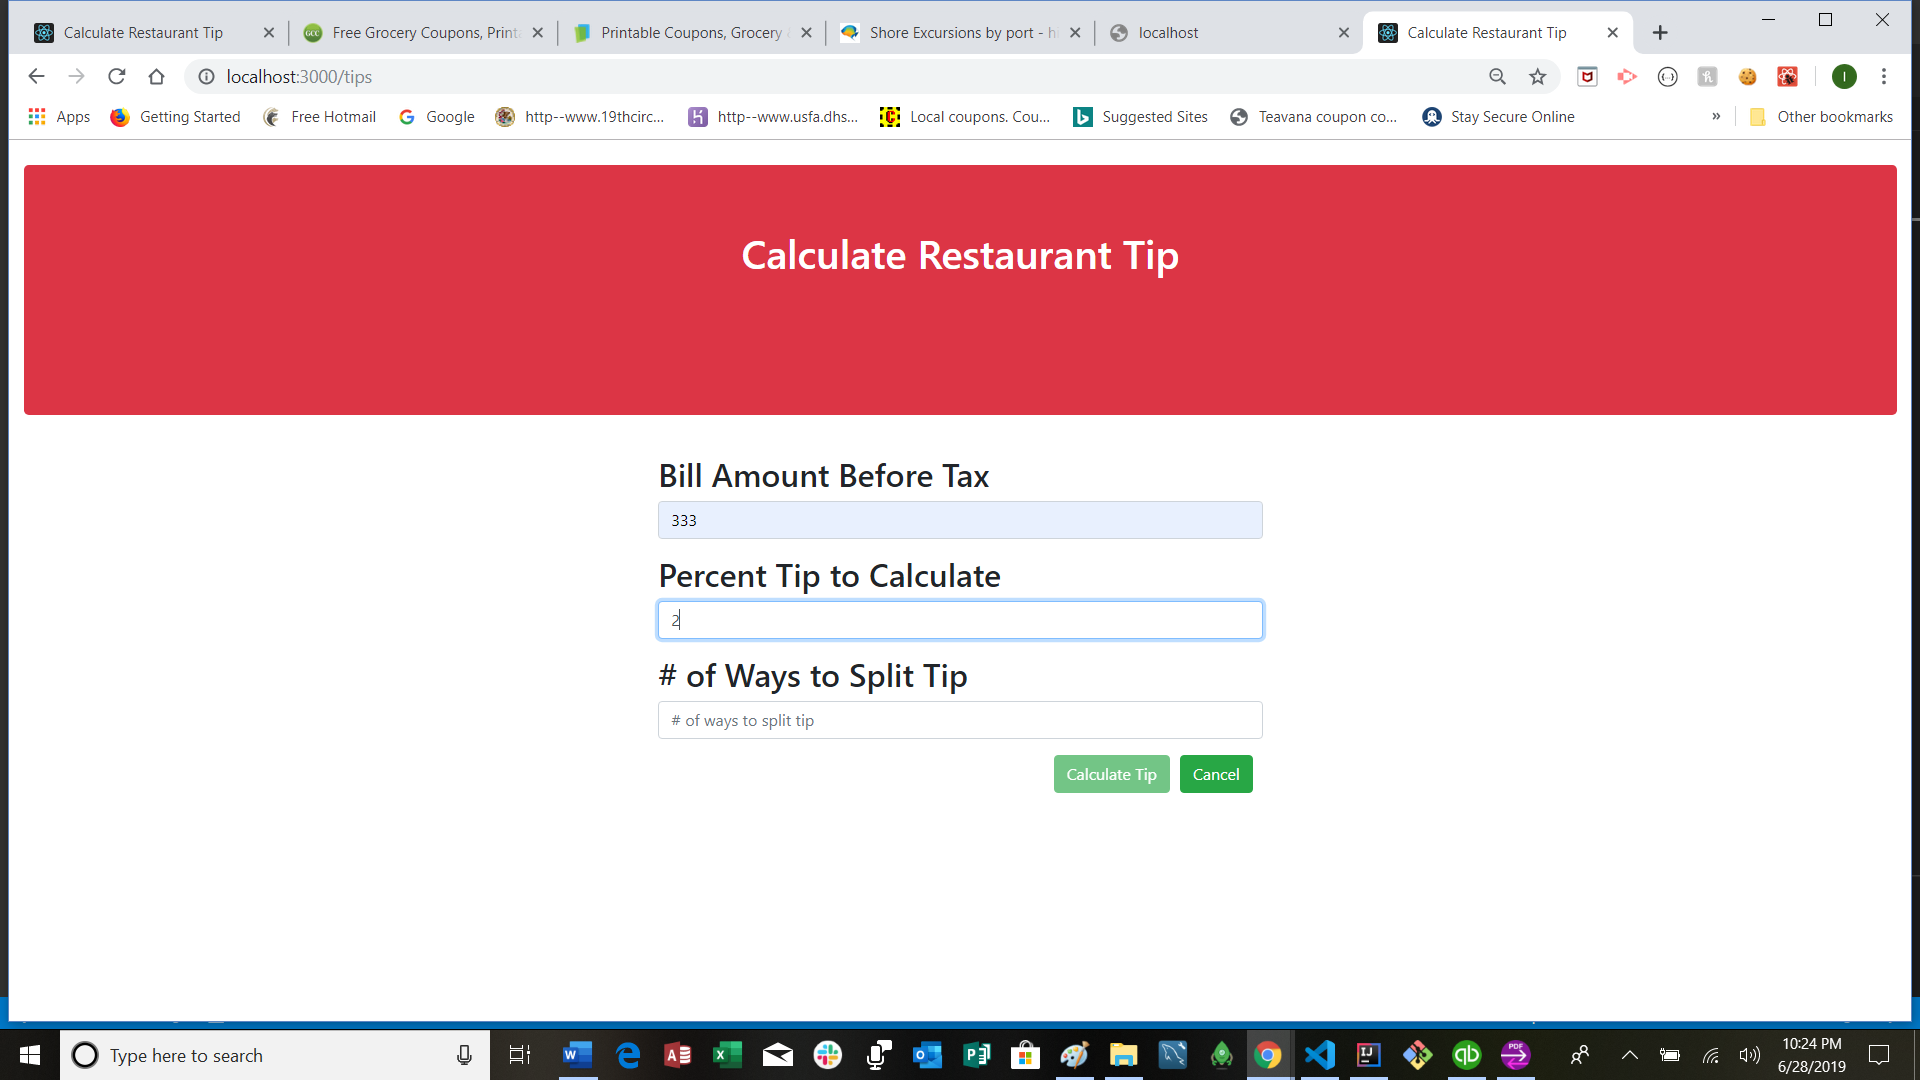 Calculate Restaurant Tip
Free Grocery Coupons, Print
Printable Coupons, Grocery
Shore Excursions by port - hi
localhost
Calculate Restaurant Tip
localhost:3000/tips
Apps
Getting Started
Free Hotmail
Google
http--www.19thcirc...
http--www.usfa.dhs...
Local coupons. Cou...
Suggested Sites
Teavana coupon co...
Stay Secure Online
»
Other bookmarks
Calculate Restaurant Tip
Bill Amount Before Tax
333
Percent Tip to Calculate
2
# of Ways to Split Tip
# of ways to split tip
Calculate Tip
Cancel
Type here to search
10:24 PM
6/28/2019